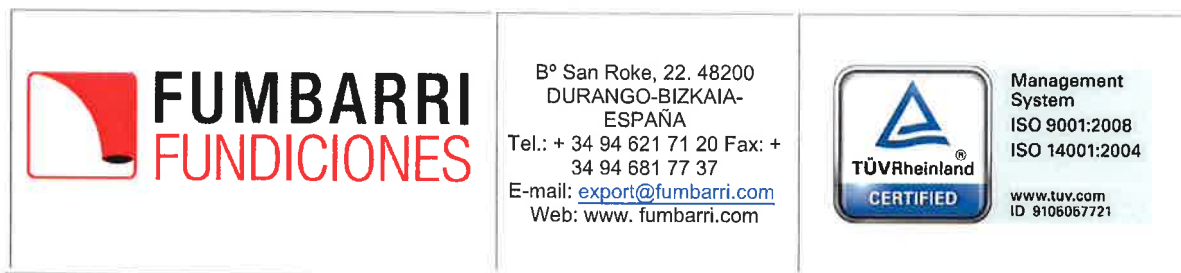 FUMBARRI
FUNDICIONES
Bº San Roke, 22. 48200
DURANGO-BIZKAIA-
ESPAÑA
Tel.: + 34 94 621 71 20 Fax: +
34 94 681 77 37
E-mail: export@fumbarri.com
Web: www. fumbarri.com
TÜVRheinland®
CERTIFIED
Management
System
ISO 9001:2008
ISO 14001:2004
www.tuv.com
ID 9106067721